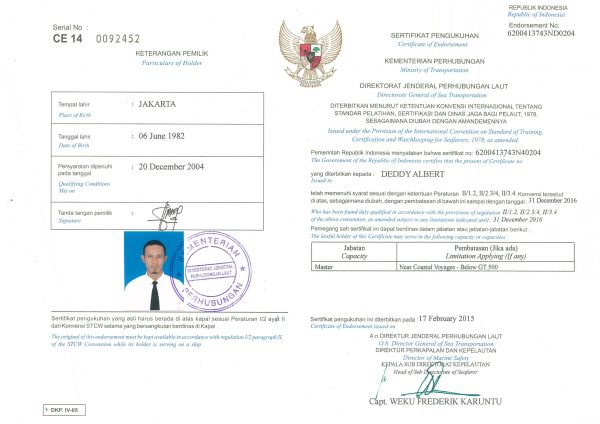 Serial No :
CE 14 0092452
KETERANGAN PEMILIK
Particulars of Holder
Tempat lahir : JAKARTA
Place of Birth
Tanggal lahir : 06 June 1982
Date of Birth
Persyaratan dipenuhi : 20 December 2004
pada tanggal
Qualifying Conditions
Met on
Tanda tangan pemilik :
Signature
KEMENTERIAN
DIREKTORAT JENDERAL
PERHUBUNGAN LAUT
PERHUBUNGAN
Sertifikat pengukuhan yang asli harus berada di atas kapal sesuai Peraturan I/2 ayat II
dari Konvensi STCW selama yang bersangkutan berdinas di Kapal
The original of this endorsement must be kept available in accordance with regulation I/2 paragraph II,
of the STCW Convention while its holder is serving on a ship
DKP. IV-05
REPUBLIK INDONESIA
Republic of Indonesia
Endorsement No:
6200413743ND0204
SERTIFIKAT PENGUKUHAN
Certificate of Endorsement
KEMENTERIAN PERHUBUNGAN
Ministry of Transportation
DIREKTORAT JENDERAL PERHUBUNGAN LAUT
Directorate General of Sea Transportation
DITERBITKAN MENURUT KETENTUAN KONVENSI INTERNASIONAL TENTANG
STANDAR PELATIHAN, SERTIFIKASI DAN DINAS JAGA BAGI PELAUT, 1978,
SEBAGAIMANA DIUBAH DENGAN AMANDEMENNYA
Issued under the Provision of the International Convention on Standard of Training,
Certification and Watchkeeping for Seafarers, 1978, as amended.
Pemerintah Republik Indonesia menyatakan bahwa sertifikat no: 6200413743N40204
The Government of the Republic of Indonesia certifies that the present of Certificate no
yang diterbitkan kepada : DEDDY ALBERT
Issued to
telah memenuhi syarat sesuai dengan ketentuan Peraturan II/1.2, II/2.3/4, II/3.4 Konvensi tersebut
di atas, sebagaimana diubah, dengan pembatasan di bawah ini sampai dengan tanggal : 31 December 2016
Who has been found duly qualified in accordance with the provisions of regulation II/1.2, II/2.3/4, II/3.4
of the above convention, as amended subject to any limitations indicated until : 31 December 2016
Pemegang sah sertifikat ini dapat berdinas dalam jabatan atau jabatan-jabatan berikut :
The lawful holder of this Certificate may serve in the following capacity or capacities
Jabatan Pembatasan (Jika ada)
Capacity Limitation Applying (If any)
Master Near Coastal Voyages - Below GT.500
Sertifikat pengukuhan ini diterbitkan pada : 17 February 2015
Certificate of Endorsement issued on
A.n DIREKTUR JENDERAL PERHUBUNGAN LAUT
O.b Director General of Sea Transportation
DIREKTUR PERKAPALAN DAN KEPELAUTAN
Director of Marine Safety
KEPALA SUB DIREKTORAT KEPELAUTAN
Head of Sub Directorate of Seafarer
Capt. WEKU FREDERIK KARUNTU